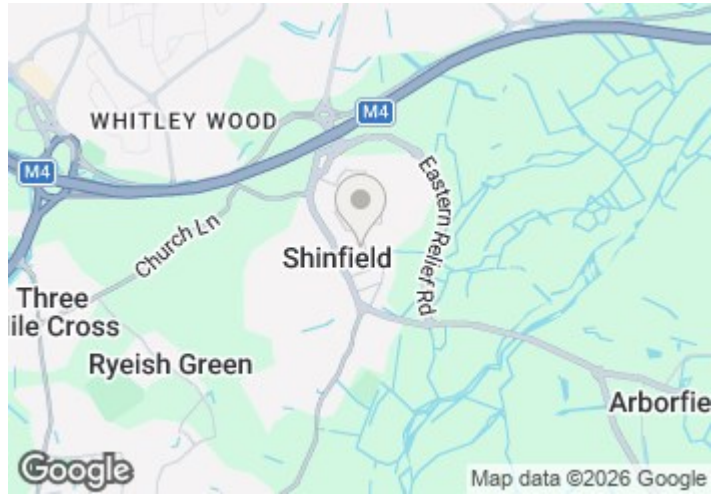 M4
WHITLEY WOOD
M4
Eastern Relief Rd
Church Ln
Shinfield
Three
ile Cross
Ryeish Green
Arborfie
Google
Map data ©2026 Google